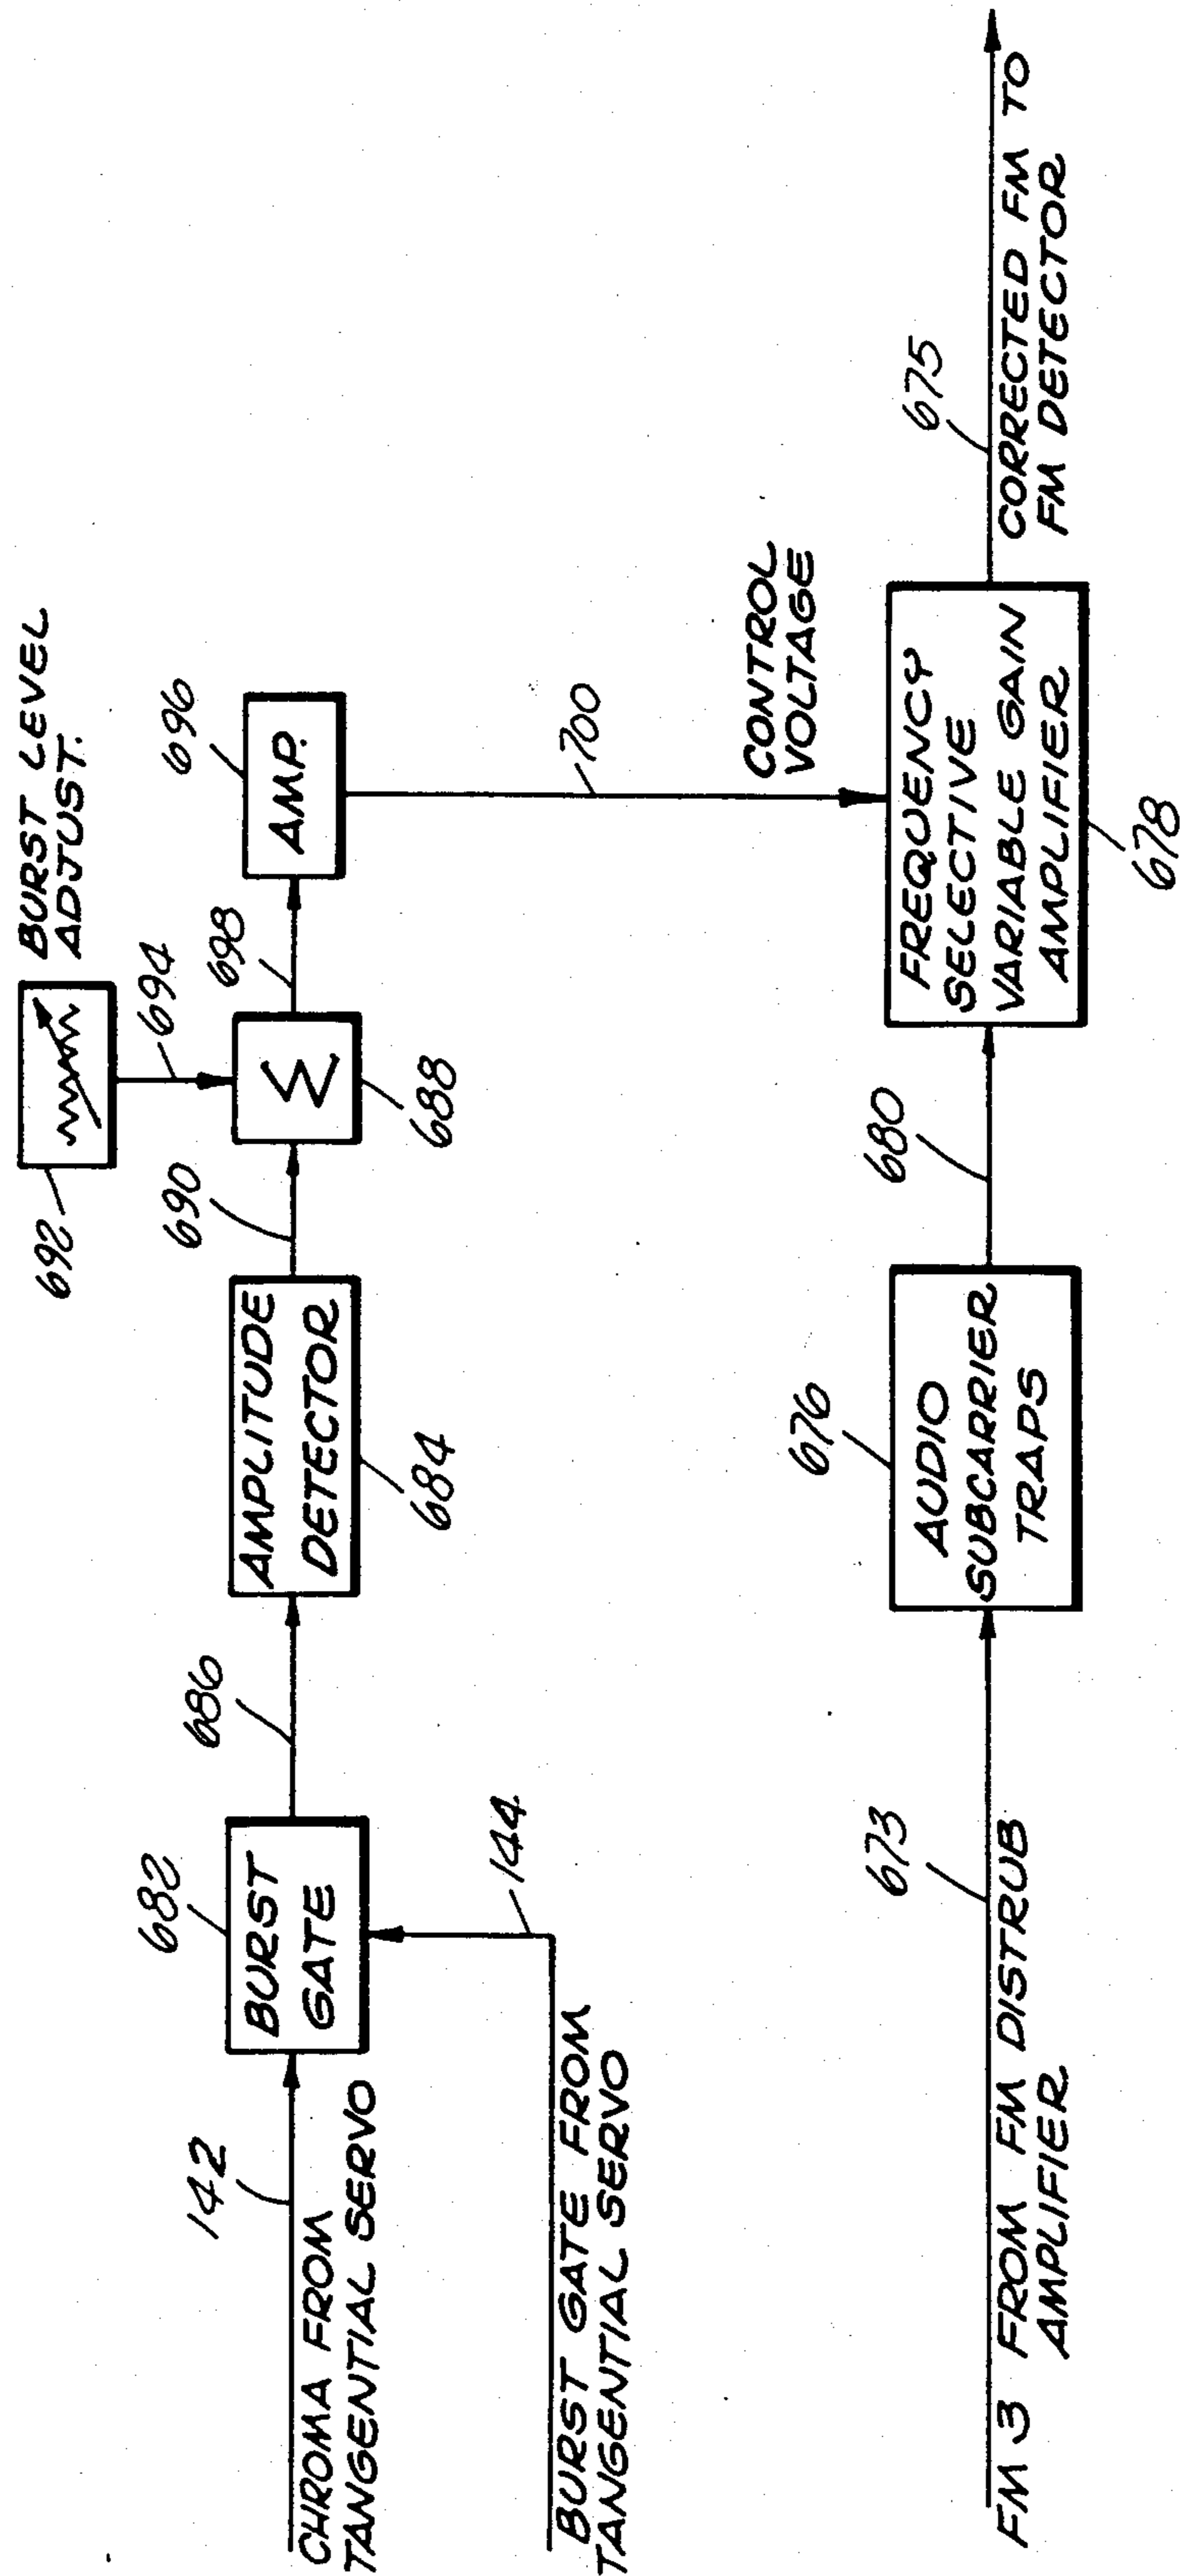 BURST LEVEL
ADJUST.
692
694
696
AMP.
698
Σ
688
690
AMPLITUDE
DETECTOR
684
686
682
BURST
GATE
142
CHROMA FROM
TANGENTIAL SERVO
144
BURST GATE FROM
TANGENTIAL SERVO
700
CONTROL
VOLTAGE
673
FM 3 FROM FM DISTRUB
AMPLIFIER
676
AUDIO
SUBCARRIER
TRAPS
680
FREQUENCY
SELECTIVE
VARIABLE GAIN
AMPLIFIER
678
675
CORRECTED FM TO
FM DETECTOR